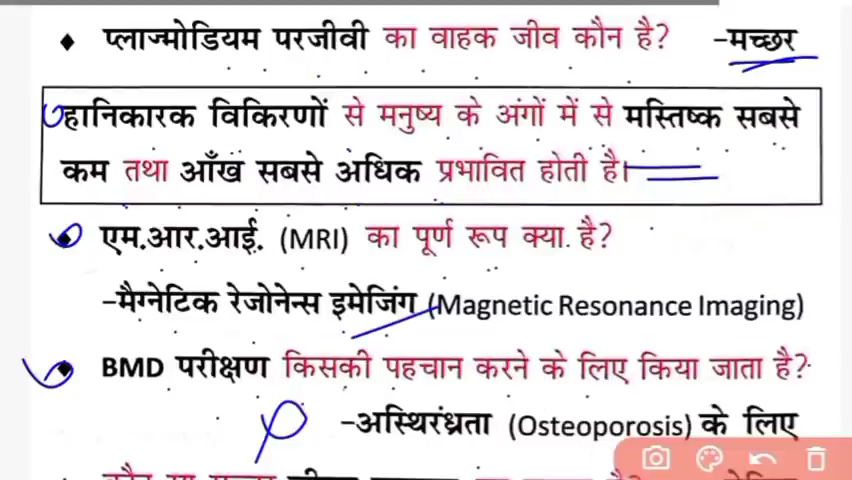 ♦ प्लाज्मोडियम परजीवी का वाहक जीव कौन है? -मच्छर
हानिकारक विकिरणों से मनुष्य के अंगों में से मस्तिष्क सबसे
कम तथा आँख सबसे अधिक प्रभावित होती है।
♦ एम.आर.आई. (MRI) का पूर्ण रूप क्या है?
-मैग्नेटिक रेजोनेन्स इमेजिंग (Magnetic Resonance Imaging)
♦ BMD परीक्षण किसकी पहचान करने के लिए किया जाता है?
-अस्थिरंध्रता (Osteoporosis) के लिए